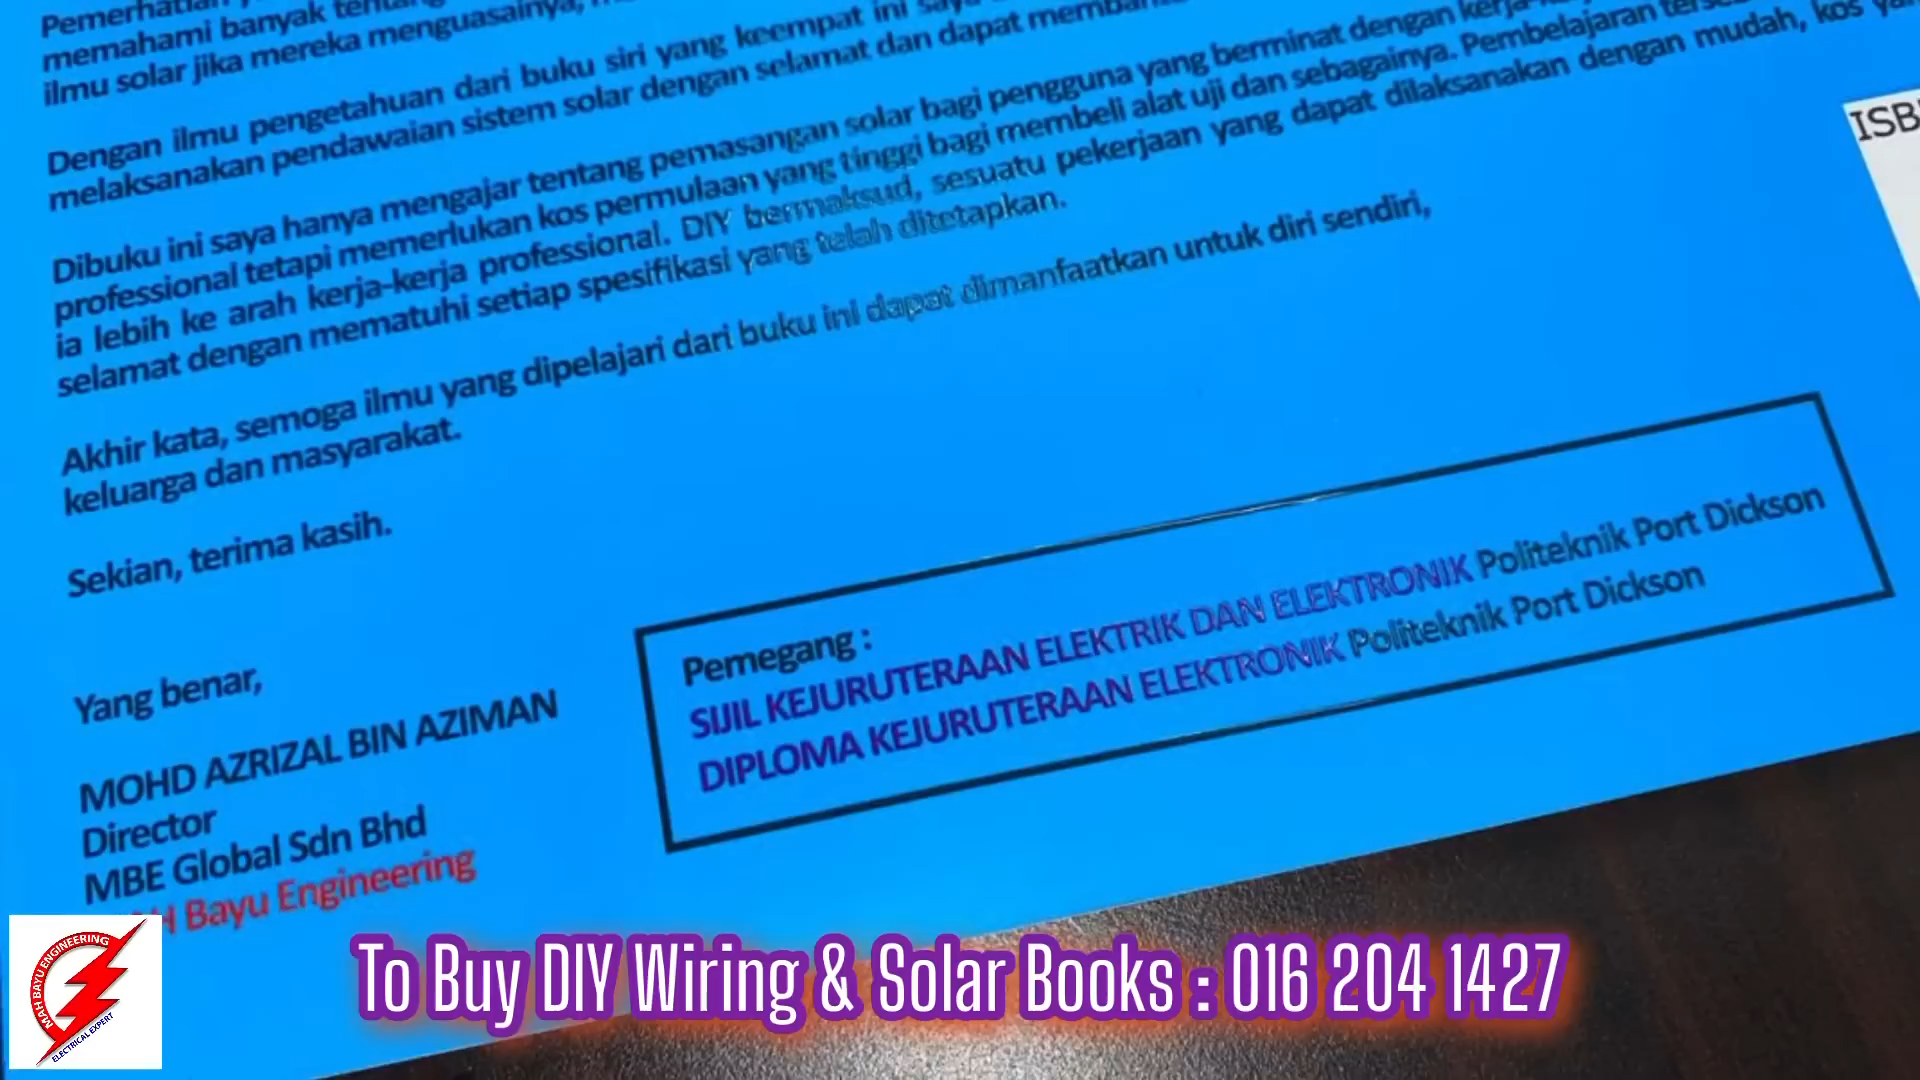 Pemerhatian
memahami banyak tentang
ilmu solar jika mereka menguasainya,
Dengan ilmu pengetahuan dari buku siri yang keempat ini saya
melaksanakan pendawaian sistem solar dengan selamat dan dapat
Dibuku ini saya hanya mengajar tentang pemasangan solar bagi pengguna yang berminat dengan
professional tetapi memerlukan kos permulaan yang tinggi bagi membeli alat uji dan sebagainya. Pembelajaran
ia lebih ke arah kerja-kerja professional. DIY bermaksud, sesuatu pekerjaan yang dapat dilaksanakan dengan mudah, kos
selamat dengan mematuhi setiap spesifikasi yang telah ditetapkan.
Akhir kata, semoga ilmu yang dipelajari dari buku ini dapat dimanfaatkan untuk diri sendiri,
keluarga dan masyarakat.
Sekian, terima kasih.
Yang benar,
MOHD AZRIZAL BIN AZIMAN
Director
MBE Global Sdn Bhd
Bayu Engineering
Pemegang :
SIJIL KEJURUTERAAN ELEKTRIK DAN ELEKTRONIK Politeknik Port Dickson
DIPLOMA KEJURUTERAAN ELEKTRONIK Politeknik Port Dickson
MAH BAYU ENGINEERING
ELECTRICAL EXPERT
To Buy DIY Wiring & Solar Books : 016 204 1427